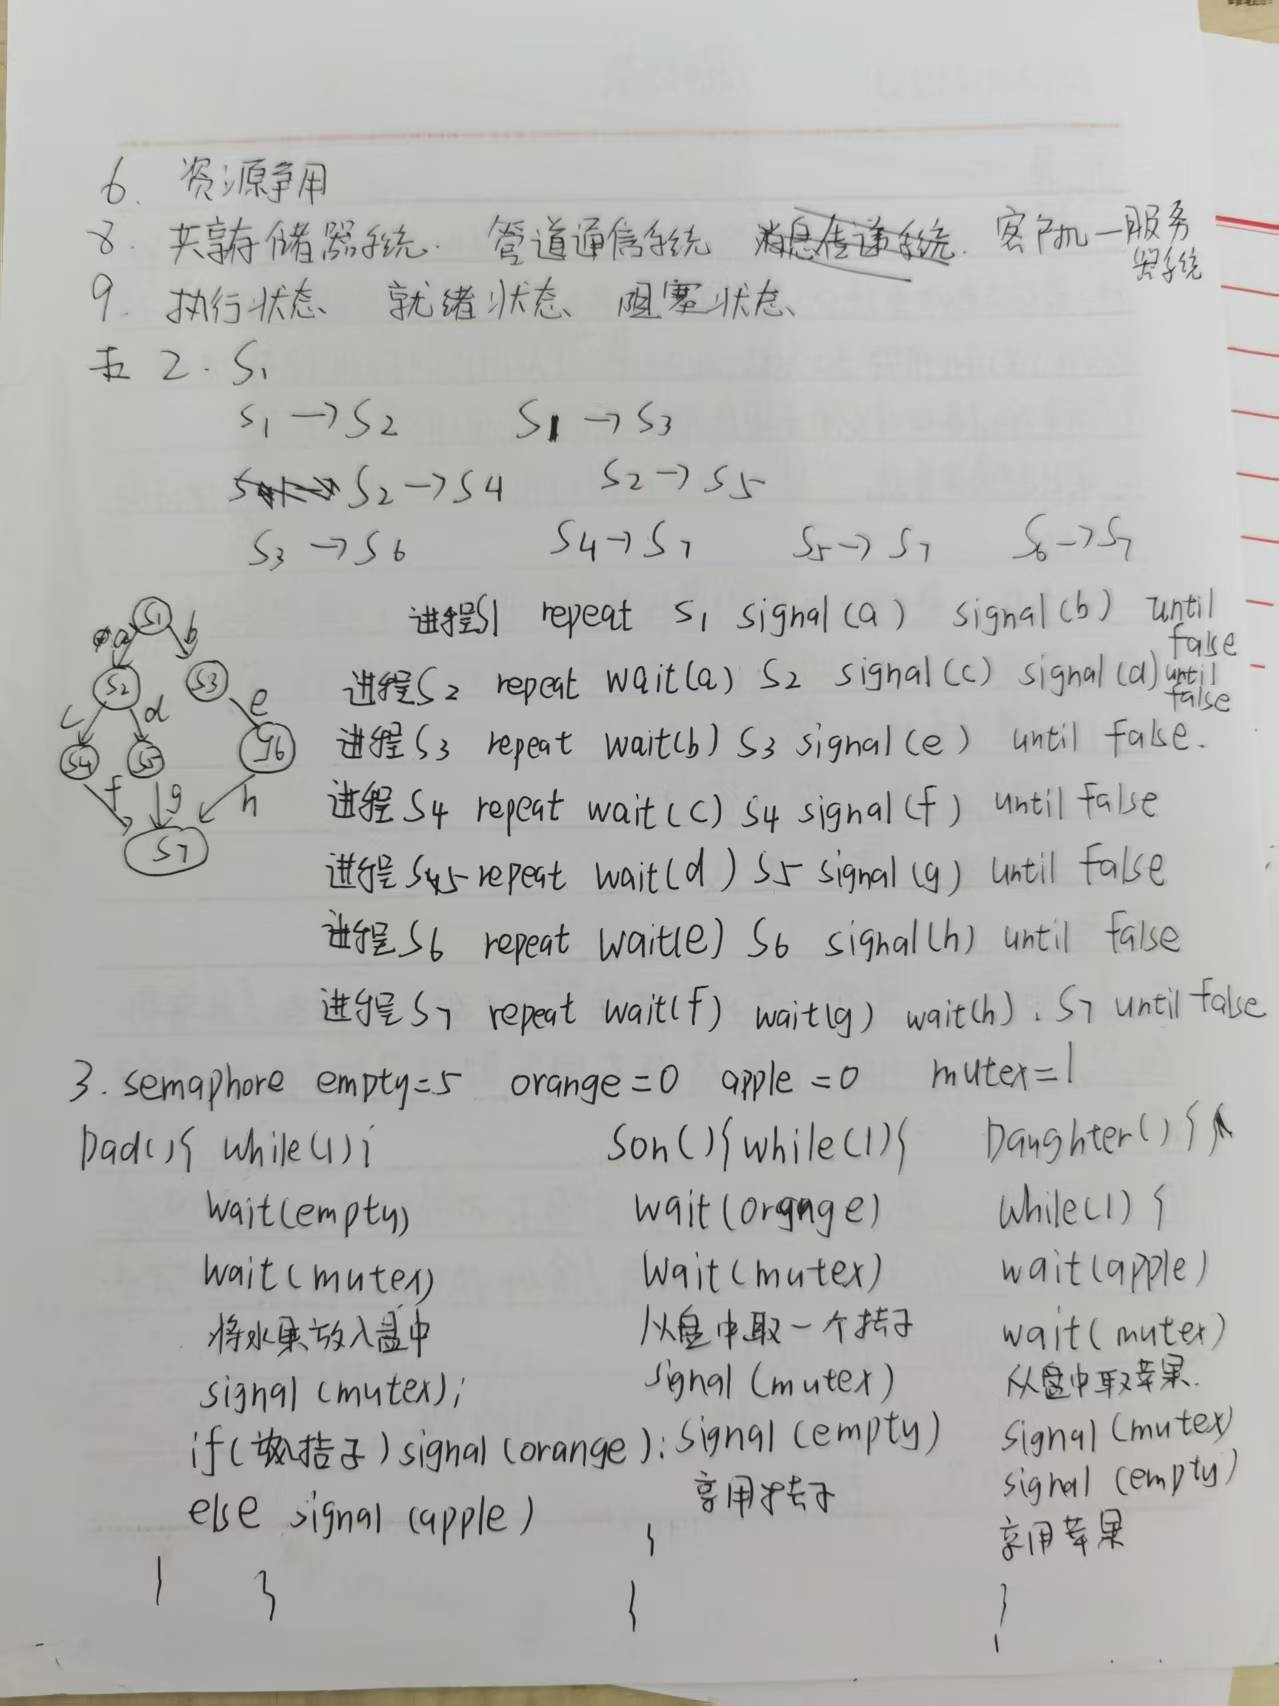 6. 资源争用
8. 共享存储器系统. 管道通信系统 消息传递系统. 客户机—服务器系统
9. 执行状态、 就绪状态、 阻塞状态、
五 2. S1
S1→S2 S1→S3
S2→S4 S2→S5
S3→S6 S4→S7 S5→S7 S6→S7
S1
a b
S2 S3
c d e
S4 S5 S6
f g h
S7
进程S1 repeat S1 signal(a) signal(b) until false
进程S2 repeat wait(a) S2 signal(c) signal(d) until false
进程S3 repeat wait(b) S3 signal(e) until false.
进程S4 repeat wait(c) S4 signal(f) until false
进程S5 repeat wait(d) S5 signal(g) until false
进程S6 repeat wait(e) S6 signal(h) until false
进程S7 repeat wait(f) wait(g) wait(h). S7 until false
3. semaphore empty=5 orange=0 apple=0 mutex=1
Dad(){ while(1){
wait(empty)
wait(mutex)
将水果放入盘中
signal(mutex);
if(放桔子)signal(orange);
else signal(apple)
} }
Son(){while(1){
wait(orange)
wait(mutex)
从盘中取一个桔子
signal(mutex)
signal(empty)
享用桔子
}
}
Daughter(){
while(1){
wait(apple)
wait(mutex)
从盘中取苹果.
signal(mutex)
signal(empty)
享用苹果
}
}